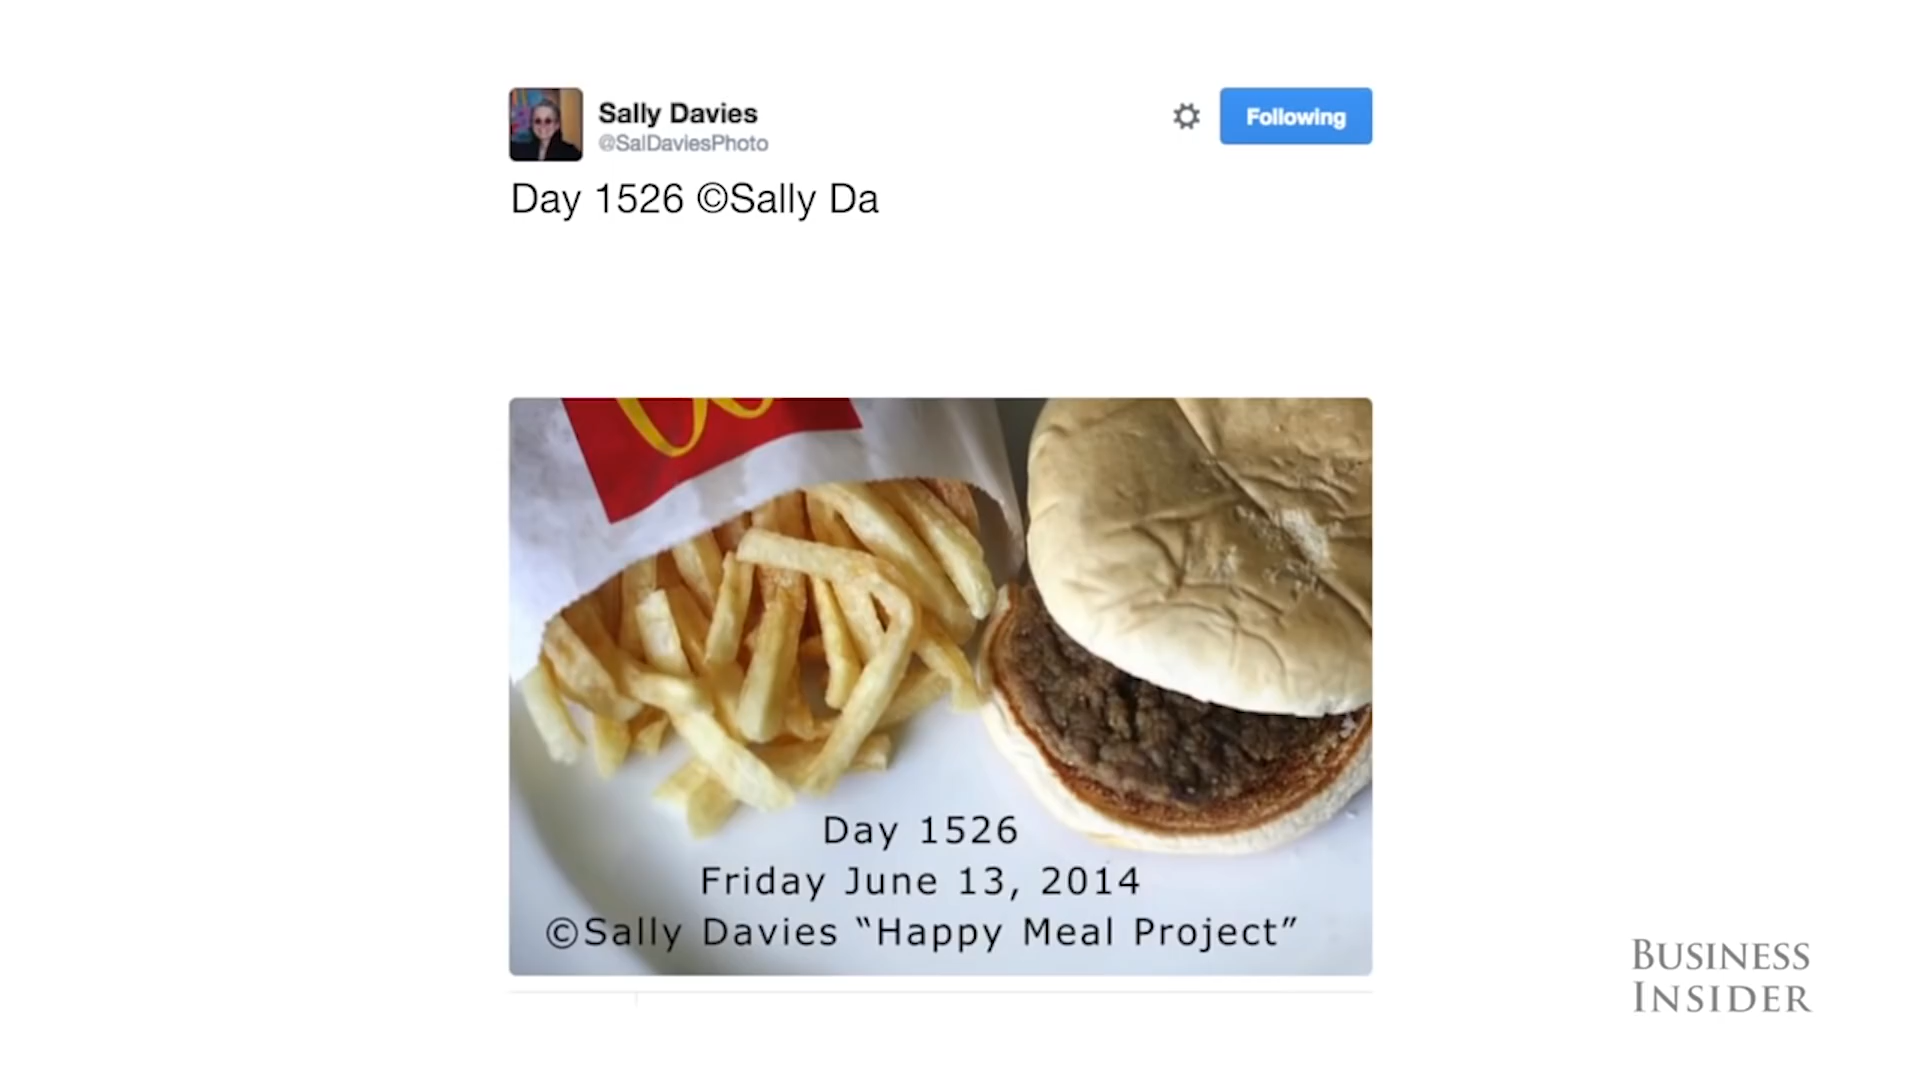 Sally Davies
@SalDaviesPhoto
Following
Day 1526 ©Sally Da
Day 1526
Friday June 13, 2014
©Sally Davies “Happy Meal Project”
BUSINESS
INSIDER